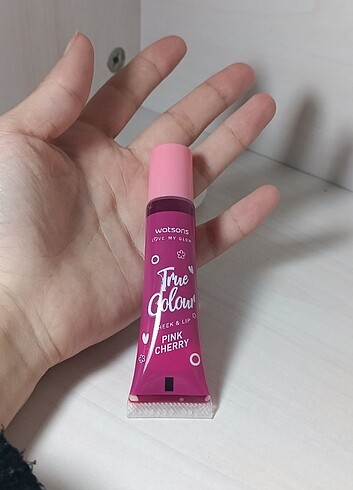 watsons
LOVE MY GLOW
True
Colour
CHEEK & LIP
PINK
CHERRY